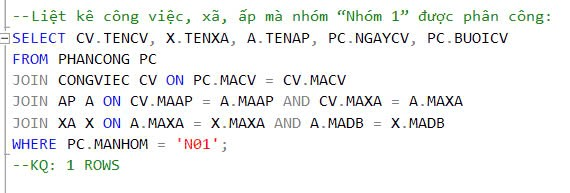 --Liệt kê công việc, xã, ấp mà nhóm “Nhóm 1” được phân công:
SELECT CV.TENCV, X.TENXA, A.TENAP, PC.NGAYCV, PC.BUOICV
FROM PHANCONG PC
JOIN CONGVIEC CV ON PC.MACV = CV.MACV
JOIN AP A ON CV.MAAP = A.MAAP AND CV.MAXA = A.MAXA
JOIN XA X ON A.MAXA = X.MAXA AND A.MADB = X.MADB
WHERE PC.MANHOM = 'N01';
--KQ: 1 ROWS